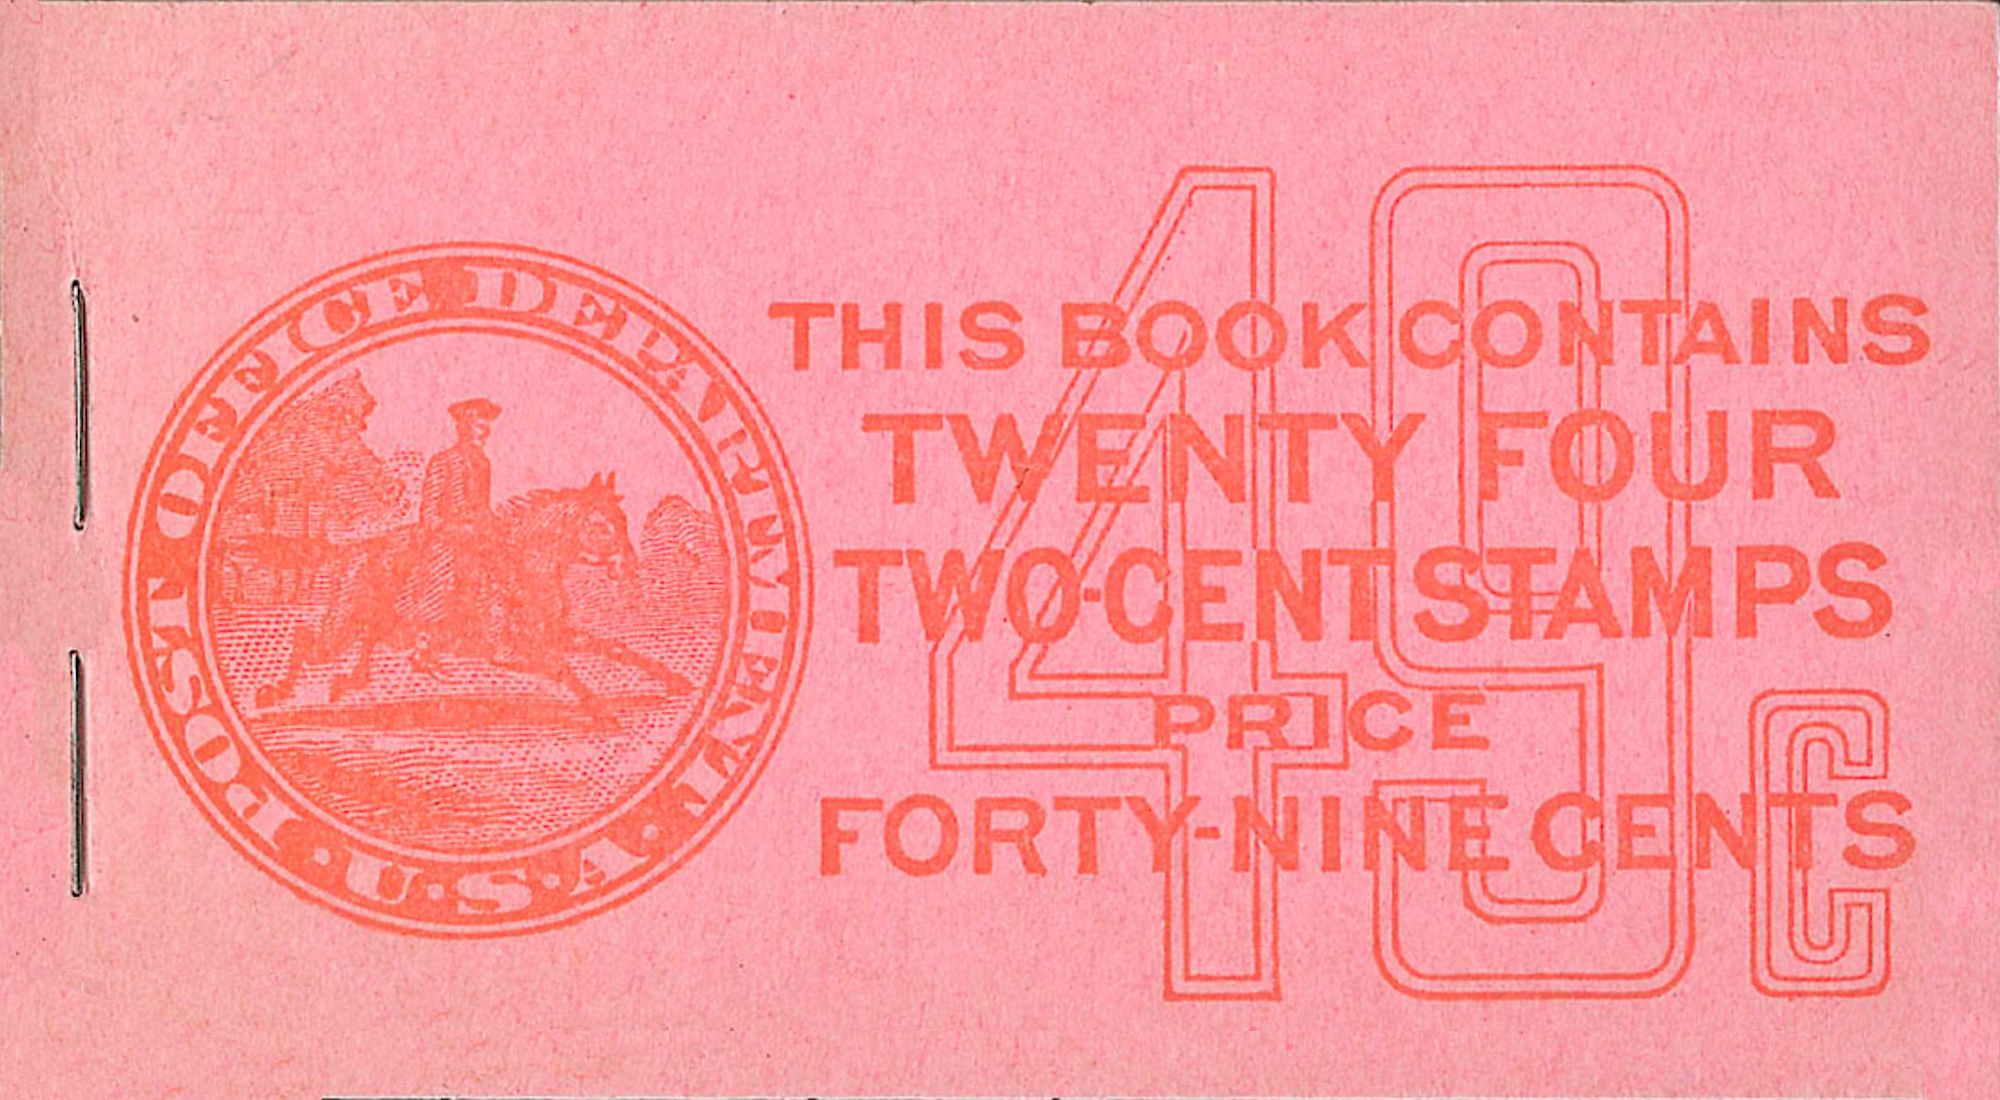 POST OFFICE DEPARTMENT
U.S.A.
49c
THIS BOOK CONTAINS
TWENTY FOUR
TWO-CENT STAMPS
PRICE
FORTY-NINE CENTS